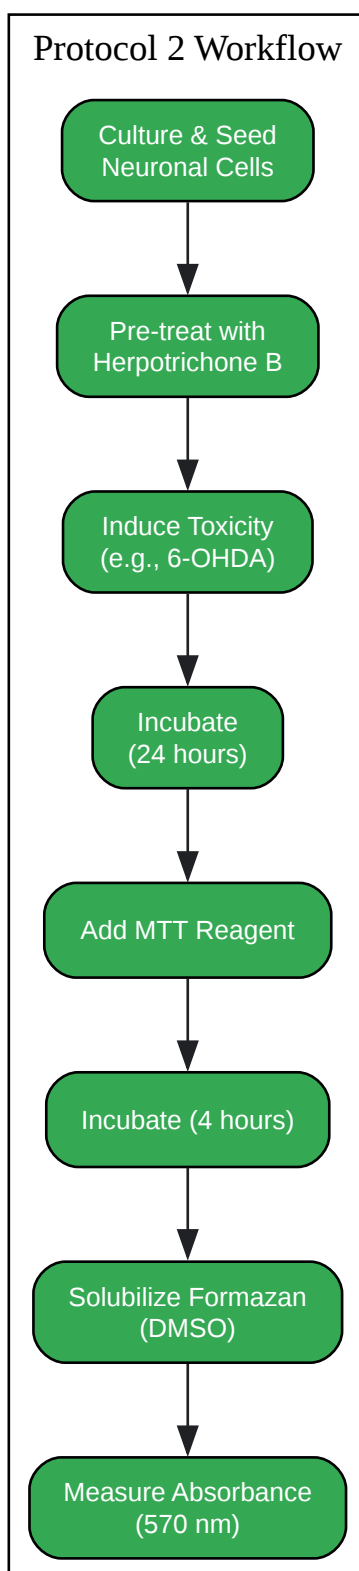 Protocol 2 Workflow
Culture & Seed
Neuronal Cells
Pre-treat with
Herpotrichone B
Induce Toxicity
(e.g., 6-OHDA)
Incubate
(24 hours)
Add MTT Reagent
Incubate (4 hours)
Solubilize Formazan
(DMSO)
Measure Absorbance
(570 nm)